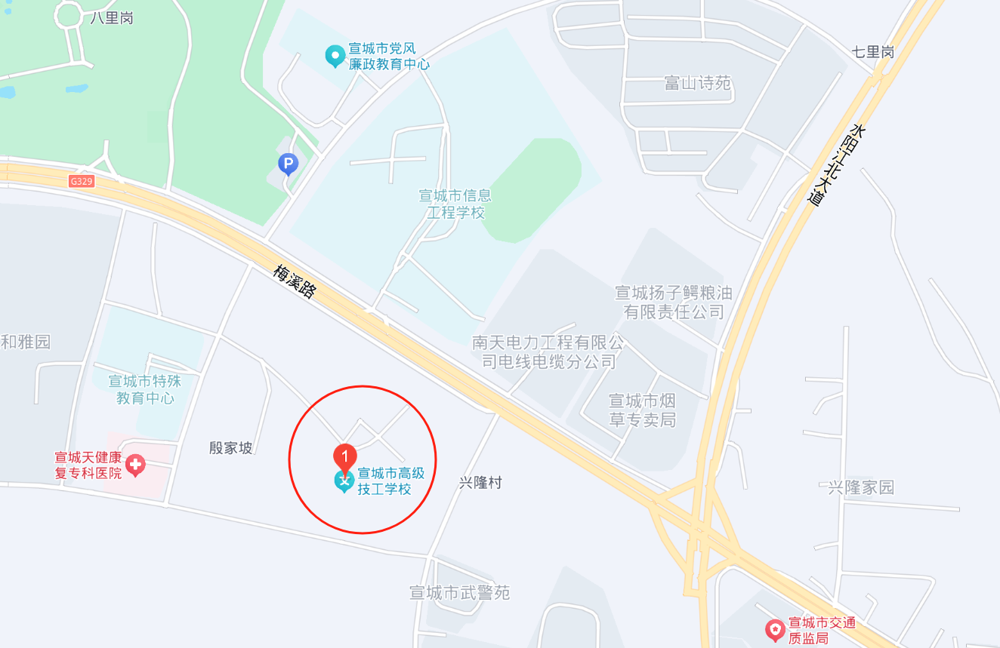 八里岗
宣城市党风
廉政教育中心
七里岗
富山诗苑
水阳江北大道
P
G329
宣城市信息
工程学校
梅溪路
宣城扬子鳄粮油
有限责任公司
和雅园
南天电力工程有限公
司电线电缆分公司
宣城市特殊
教育中心
宣城市烟
草专卖局
殷家坡
宣城天健康
复专科医院
1
文
宣城市高级
技工学校
兴隆村
兴隆家园
宣城市武警苑
宣城市交通
质监局